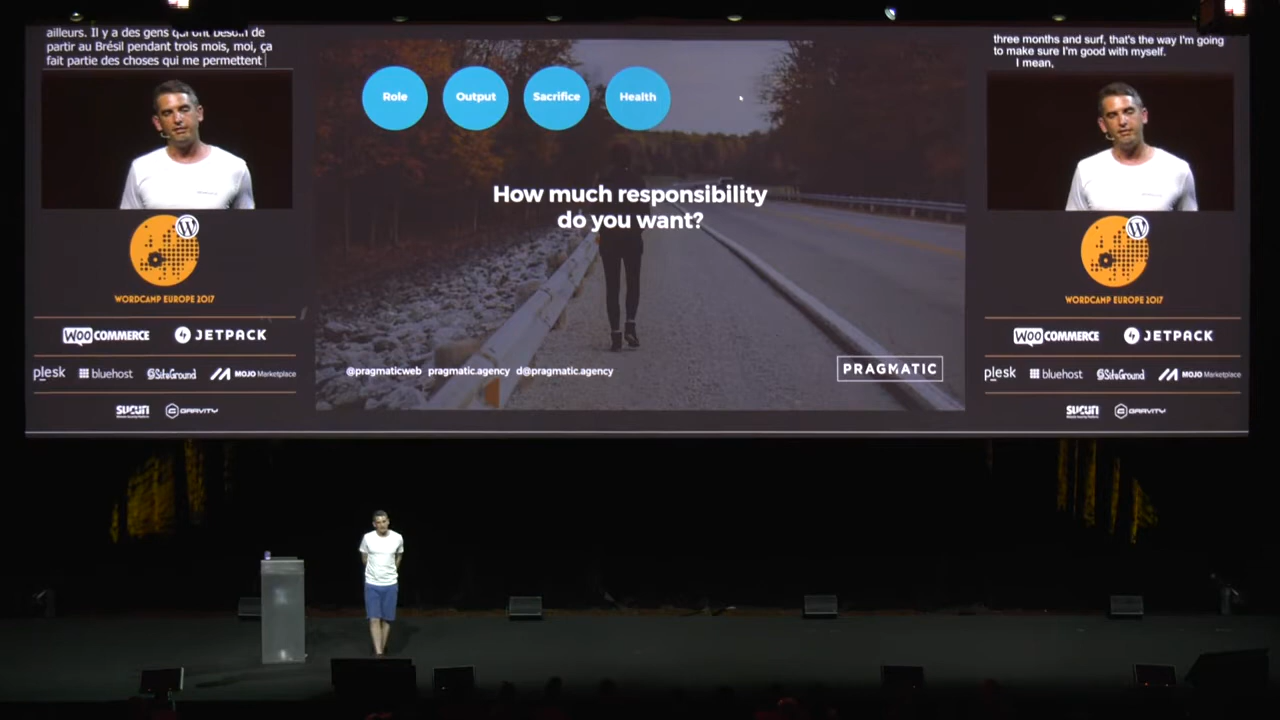 ailleurs. Il y a des gens qui ont besoin de
partir au Brésil pendant trois mois, moi, ça
fait partie des choses qui me permettent
WORDCAMP EUROPE 2017
WOO COMMERCE JETPACK
plesk bluehost SiteGround MOJO Marketplace
SUCURI GRAVITY
Role Output Sacrifice Health
How much responsibility
do you want?
@pragmaticweb pragmatic.agency d@pragmatic.agency
PRAGMATIC
three months and surf, that's the way I'm going
to make sure I'm good with myself.
I mean,
WORDCAMP EUROPE 2017
WOO COMMERCE JETPACK
plesk bluehost SiteGround MOJO Marketplace
SUCURI GRAVITY